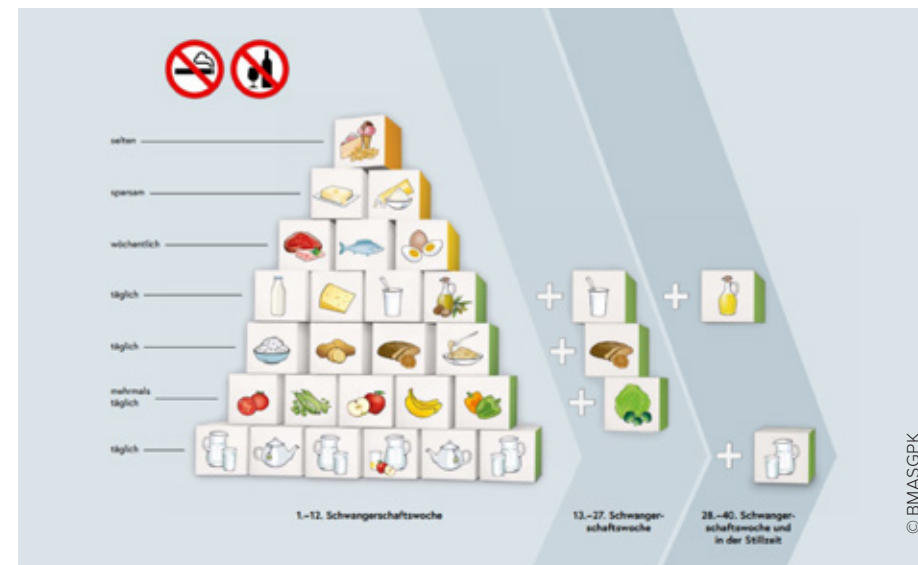 selten
sparsam
wöchentlich
täglich
täglich
mehrmals
täglich
täglich
1.–12. Schwangerschaftswoche
13.–27. Schwanger-
schaftswoche
28.–40. Schwanger-
schaftswoche und
in der Stillzeit
© BMASGPK